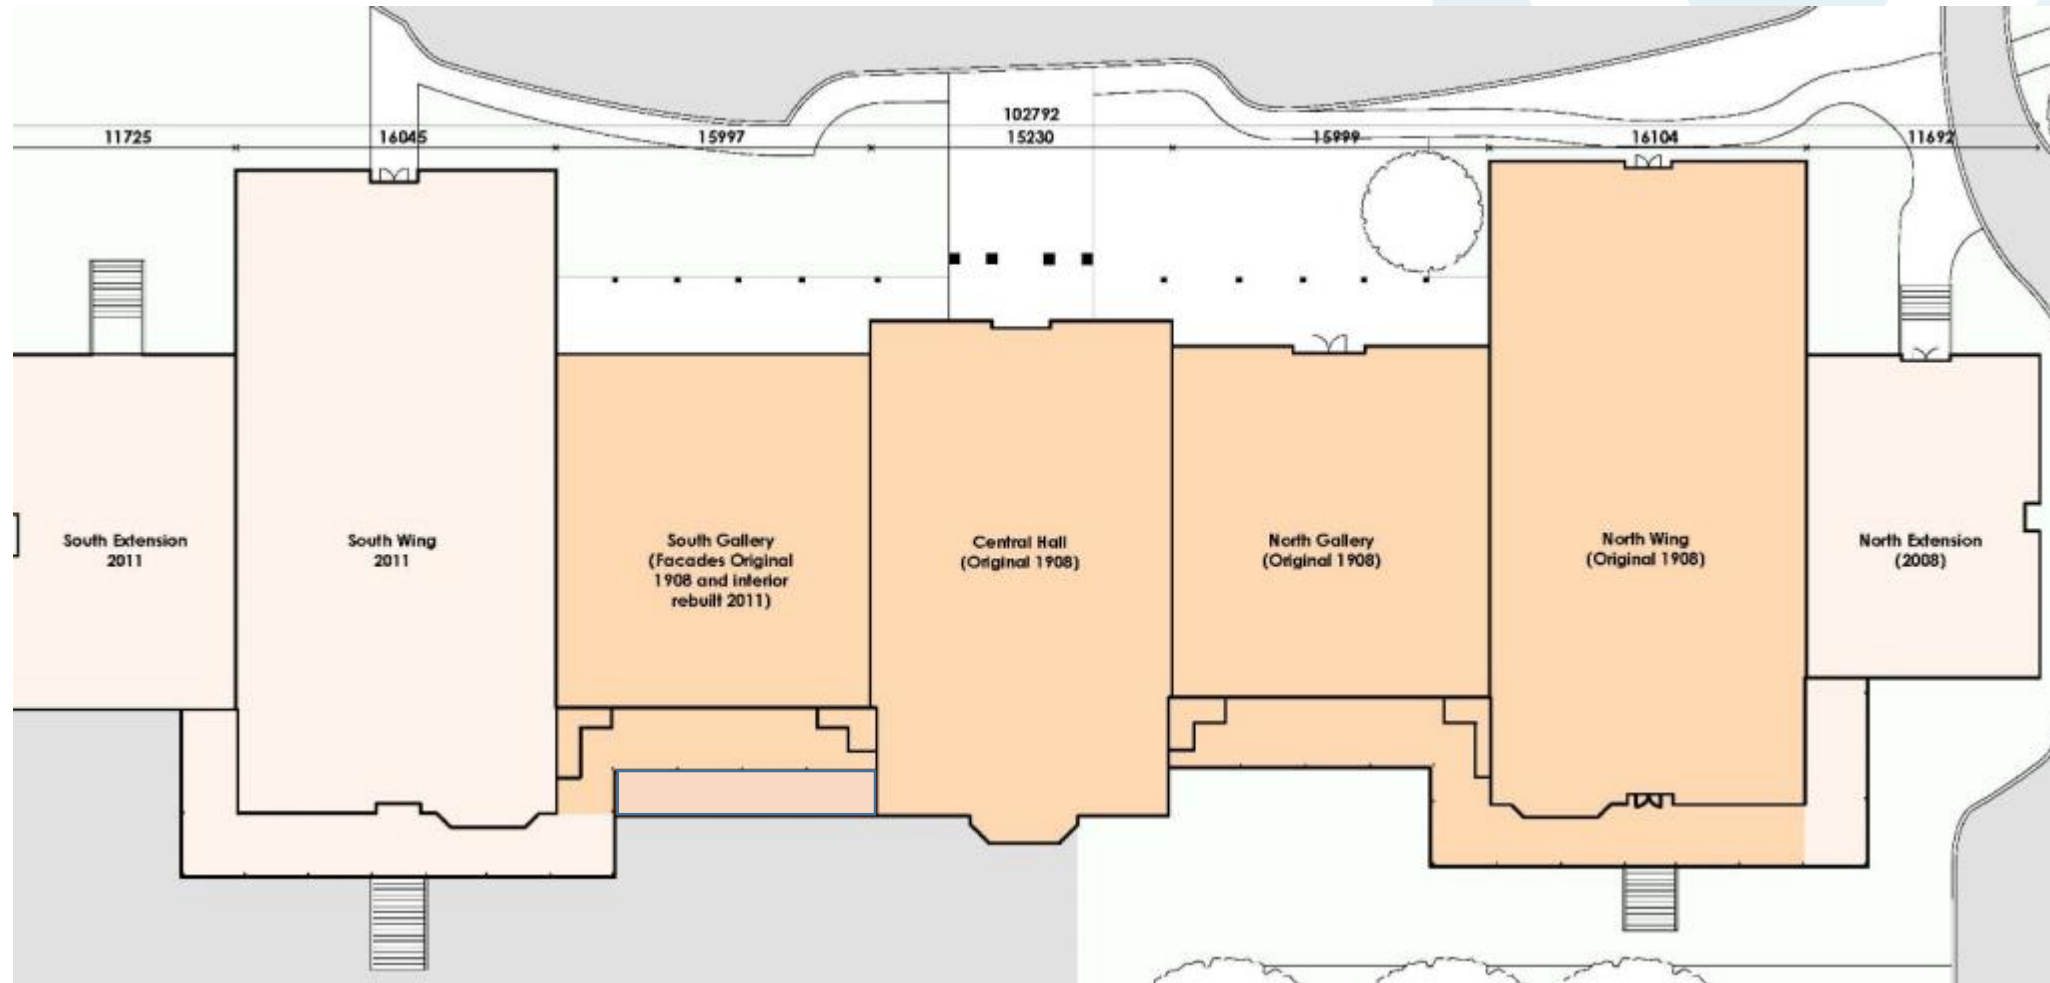 102792
11725
16045
15997
15230
15999
16104
11692
South Extension
2011
South Wing
2011
South Gallery
(Facades Original
1908 and interior
rebuilt 2011)
Central Hall
(Original 1908)
North Gallery
(Original 1908)
North Wing
(Original 1908)
North Extension
(2008)